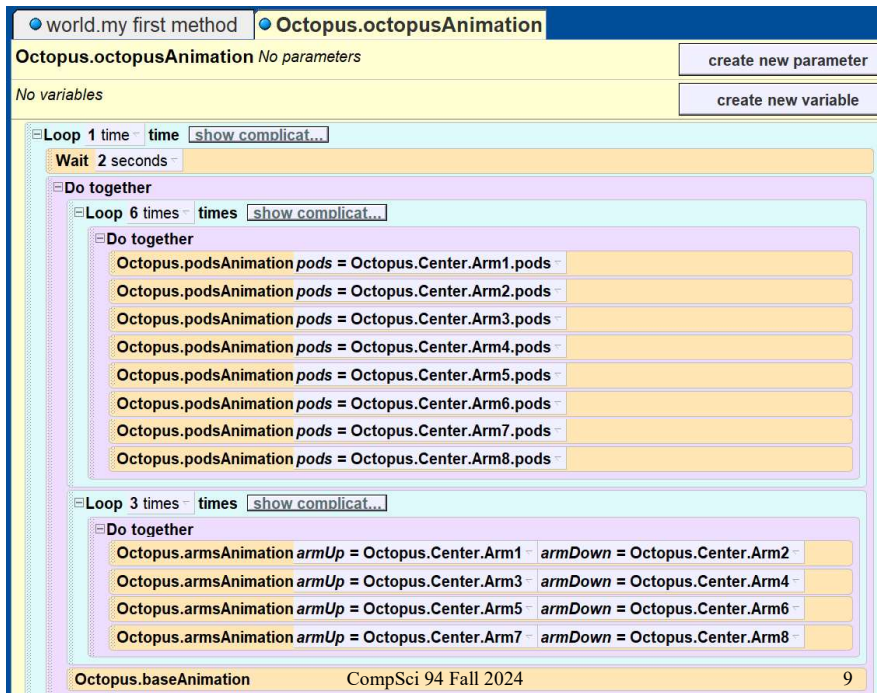 world.my first method Octopus.octopusAnimation
Octopus.octopusAnimation No parameters create new parameter
No variables create new variable
Loop 1 time time show complicat...
Wait 2 seconds
Do together
Loop 6 times times show complicat...
Do together
Octopus.podsAnimation pods = Octopus.Center.Arm1.pods
Octopus.podsAnimation pods = Octopus.Center.Arm2.pods
Octopus.podsAnimation pods = Octopus.Center.Arm3.pods
Octopus.podsAnimation pods = Octopus.Center.Arm4.pods
Octopus.podsAnimation pods = Octopus.Center.Arm5.pods
Octopus.podsAnimation pods = Octopus.Center.Arm6.pods
Octopus.podsAnimation pods = Octopus.Center.Arm7.pods
Octopus.podsAnimation pods = Octopus.Center.Arm8.pods
Loop 3 times times show complicat...
Do together
Octopus.armsAnimation armUp = Octopus.Center.Arm1 armDown = Octopus.Center.Arm2
Octopus.armsAnimation armUp = Octopus.Center.Arm3 armDown = Octopus.Center.Arm4
Octopus.armsAnimation armUp = Octopus.Center.Arm5 armDown = Octopus.Center.Arm6
Octopus.armsAnimation armUp = Octopus.Center.Arm7 armDown = Octopus.Center.Arm8
Octopus.baseAnimation CompSci 94 Fall 2024 9